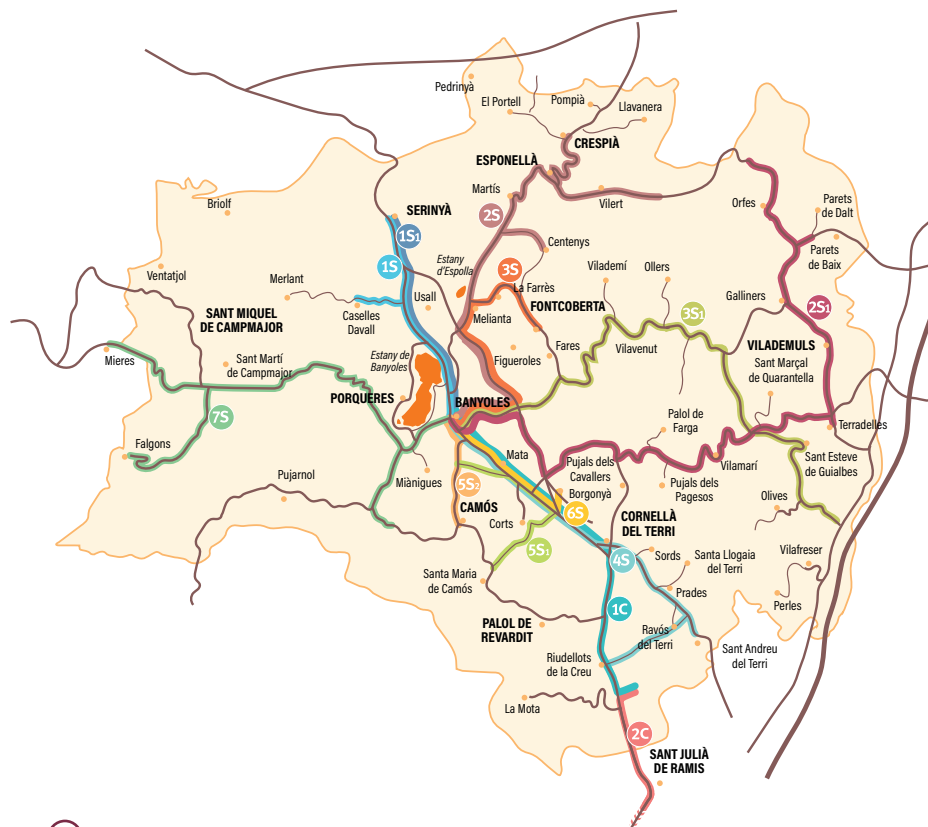 Pedrinyà
El Portell
Pompià
Llavanera
CRESPIÀ
ESPONELLÀ
Martís
Vilert
Orfes
Parets
de Dalt
Parets
de Baix
Briolf
SERINYÀ
1S1
2S
1S
Estany
d'Espolla
3S
Centenys
La Farrès
FONTCOBERTA
Vilademí
Ollers
Ventatjol
Merlant
Usall
Melianta
Galliners
2S1
3S1
SANT MIQUEL
DE CAMPMAJOR
Caselles
Davall
Mieres
Sant Martí
de Campmajor
Estany de
Banyoles
Figueroles
Fares
Vilavenut
VILADEMULS
Sant Marçal
de Quarantella
PORQUERES
BANYOLES
7S
Palol de
Farga
Terradelles
Falgons
Pujarnol
Miànigues
Mata
Pujals dels
Cavallers
Vilamarí
Sant Esteve
de Guialbes
5S2
Borgonyà
Pujals dels
Pagesos
Olives
CAMÓS
Corts
6S
CORNELLÀ
DEL TERRI
5S1
4S
Sords
Santa Llogaia
del Terri
Vilafreser
Santa Maria
de Camós
Prades
Perles
1C
PALOL DE
REVARDIT
Ravós
del Terri
Sant Andreu
del Terri
Riudellots
de la Creu
La Mota
2C
SANT JULIÀ
DE RAMIS